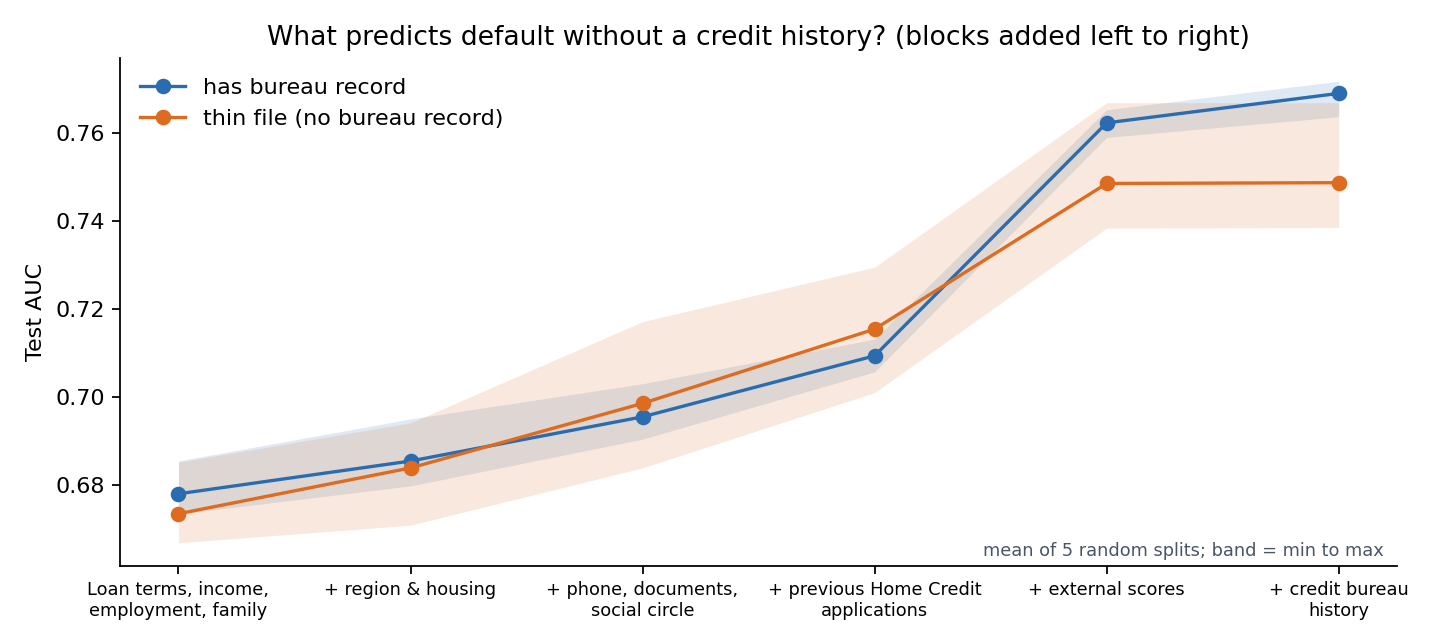 What predicts default without a credit history? (blocks added left to right)
has bureau record
thin file (no bureau record)
Test AUC
0.76
0.74
0.72
0.70
0.68
mean of 5 random splits; band = min to max
Loan terms, income,
employment, family
+ region & housing
+ phone, documents,
social circle
+ previous Home Credit
applications
+ external scores
+ credit bureau
history